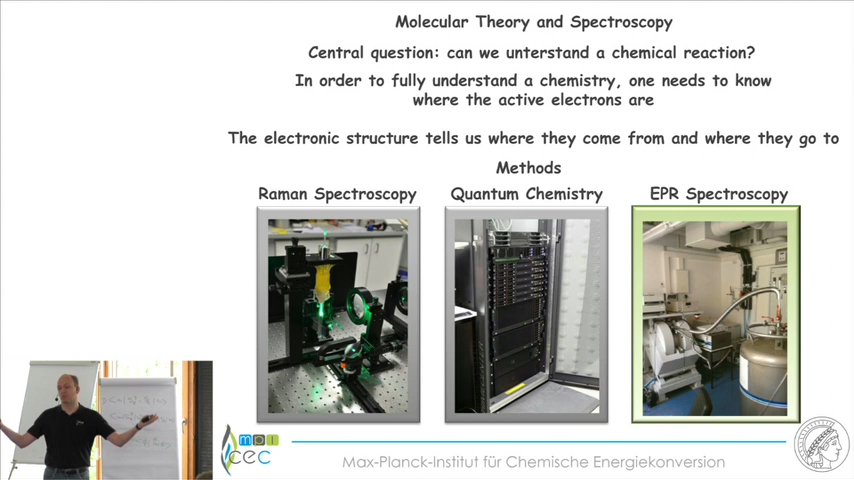 Molecular Theory and Spectroscopy
Central question: can we unterstand a chemical reaction?
In order to fully understand a chemistry, one needs to know
where the active electrons are
The electronic structure tells us where they come from and where they go to
Methods
Raman Spectroscopy
Quantum Chemistry
EPR Spectroscopy
mpi
cec
Max-Planck-Institut für Chemische Energiekonversion